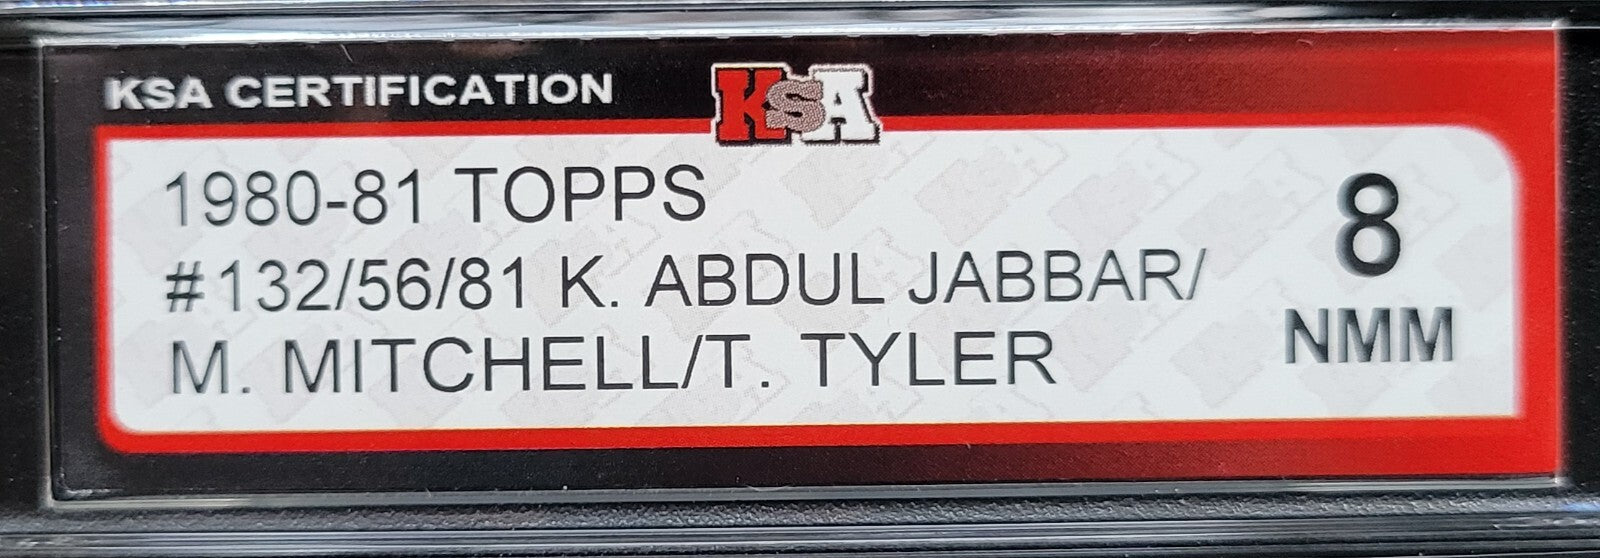 KSA CERTIFICATION
KSA
1980-81 TOPPS
#132/56/81 K. ABDUL JABBAR/
M. MITCHELL/T. TYLER
8
NMM